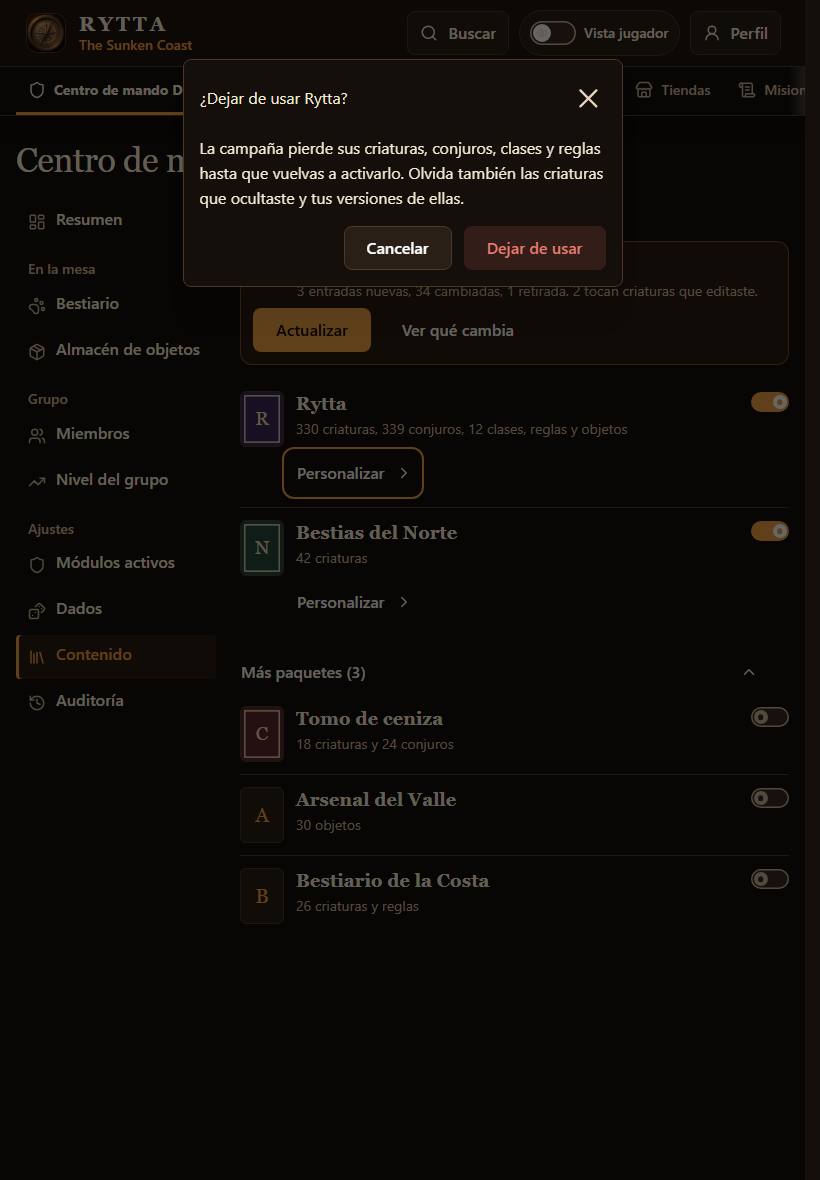 RYTTA
The Sunken Coast
Buscar
Vista jugador
Perfil
Centro de mando D
Tiendas
Mision
¿Dejar de usar Rytta?
La campaña pierde sus criaturas, conjuros, clases y reglas
hasta que vuelvas a activarlo. Olvida también las criaturas
que ocultaste y tus versiones de ellas.
Cancelar
Dejar de usar
Centro de m
Resumen
En la mesa
Bestiario
Almacén de objetos
Grupo
Miembros
Nivel del grupo
Ajustes
Módulos activos
Dados
Contenido
Auditoría
3 entradas nuevas, 34 cambiadas, 1 retirada. 2 tocan criaturas que editaste.
Actualizar
Ver qué cambia
R
Rytta
330 criaturas, 339 conjuros, 12 clases, reglas y objetos
Personalizar
N
Bestias del Norte
42 criaturas
Personalizar
Más paquetes (3)
C
Tomo de ceniza
18 criaturas y 24 conjuros
A
Arsenal del Valle
30 objetos
B
Bestiario de la Costa
26 criaturas y reglas